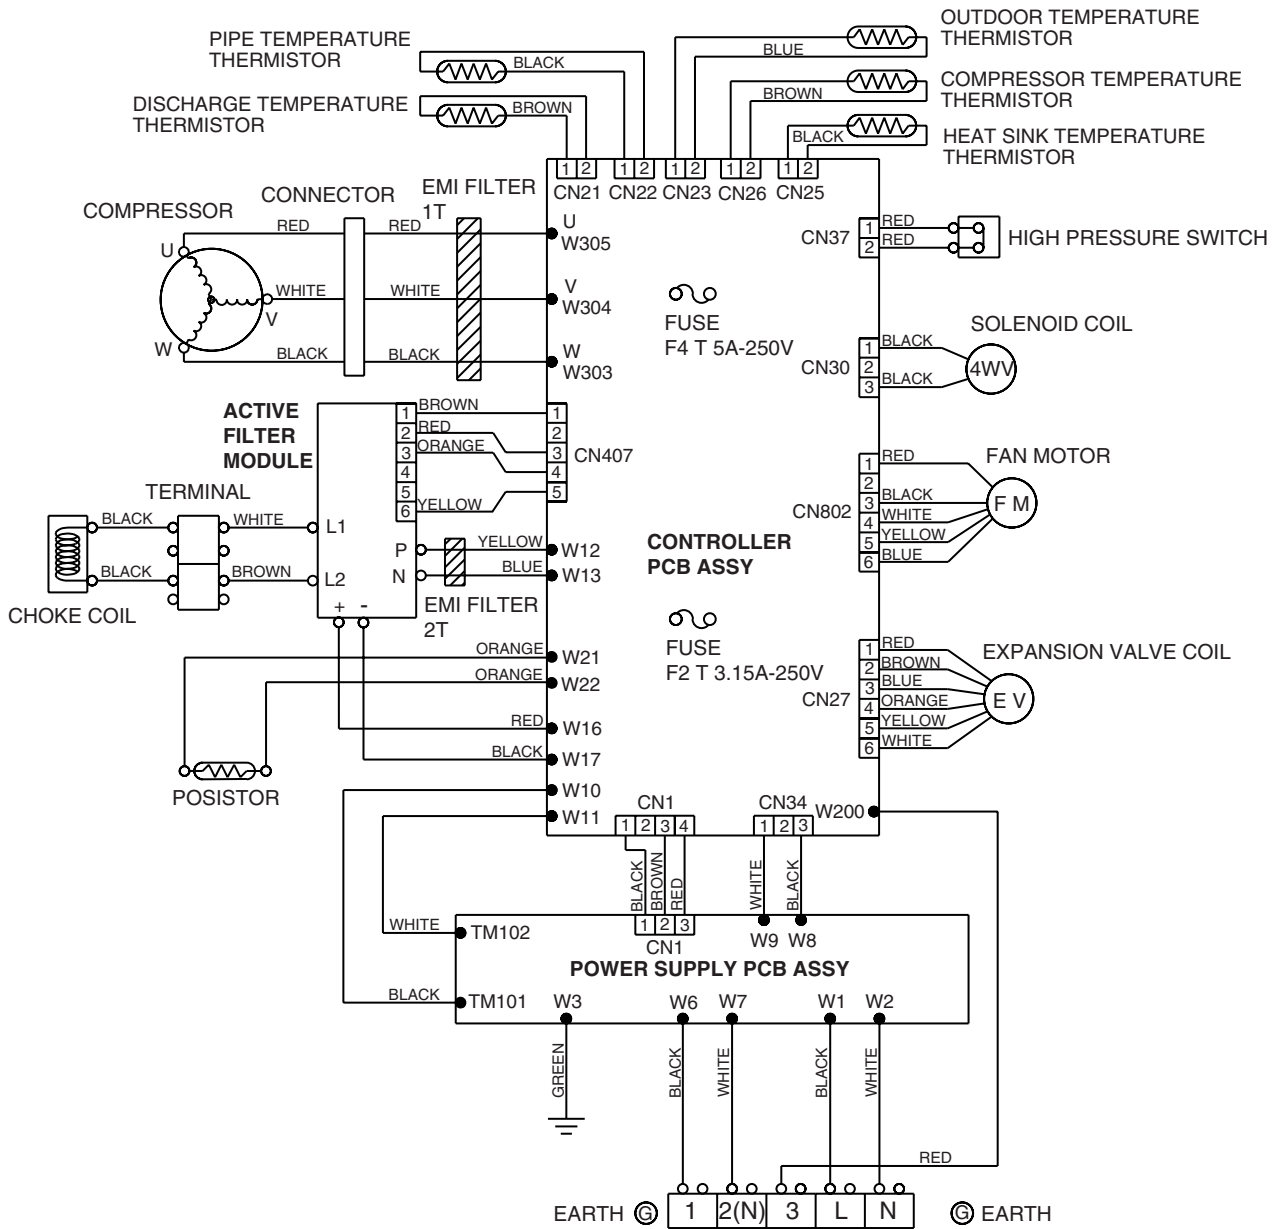 OUTDOOR TEMPERATURE
THERMISTOR
PIPE TEMPERATURE
THERMISTOR
BLACK
BLUE
COMPRESSOR TEMPERATURE
THERMISTOR
BROWN
DISCHARGE TEMPERATURE
THERMISTOR
BROWN
BLACK
HEAT SINK TEMPERATURE
THERMISTOR
1 2
1 2
1 2
1 2
1 2
CN21
CN22
CN23
CN26
CN25
COMPRESSOR
CONNECTOR
EMI FILTER
1T
U
RED
RED
U
W305
WHITE
WHITE
V
V
W304
W
BLACK
BLACK
W
W303
CN37
1
2
RED
RED
HIGH PRESSURE SWITCH
FUSE
F4 T 5A-250V
SOLENOID COIL
CN30
1
2
3
BLACK
BLACK
4WV
ACTIVE
FILTER
MODULE
1
2
3
4
5
6
BROWN
RED
ORANGE
YELLOW
1
2
3
4
5
CN407
FAN MOTOR
CN802
1
2
3
4
5
6
RED
BLACK
WHITE
YELLOW
BLUE
F M
TERMINAL
BLACK
WHITE
L1
BLACK
BROWN
L2
CHOKE COIL
P
YELLOW
W12
N
BLUE
W13
+ -
EMI FILTER
2T
CONTROLLER
PCB ASSY
FUSE
F2 T 3.15A-250V
EXPANSION VALVE COIL
CN27
1
2
3
4
5
6
RED
BROWN
BLUE
ORANGE
YELLOW
WHITE
E V
ORANGE
W21
ORANGE
W22
RED
W16
BLACK
W17
POSISTOR
W10
W11
CN1
1 2 3 4
CN34
1 2 3
W200
BLACK
BROWN
RED
WHITE
BLACK
WHITE
TM102
1 2 3
CN1
W9
W8
POWER SUPPLY PCB ASSY
BLACK
TM101
W3
W6
W7
W1
W2
GREEN
BLACK
WHITE
BLACK
WHITE
RED
EARTH G
1 2(N) 3 L N
G EARTH